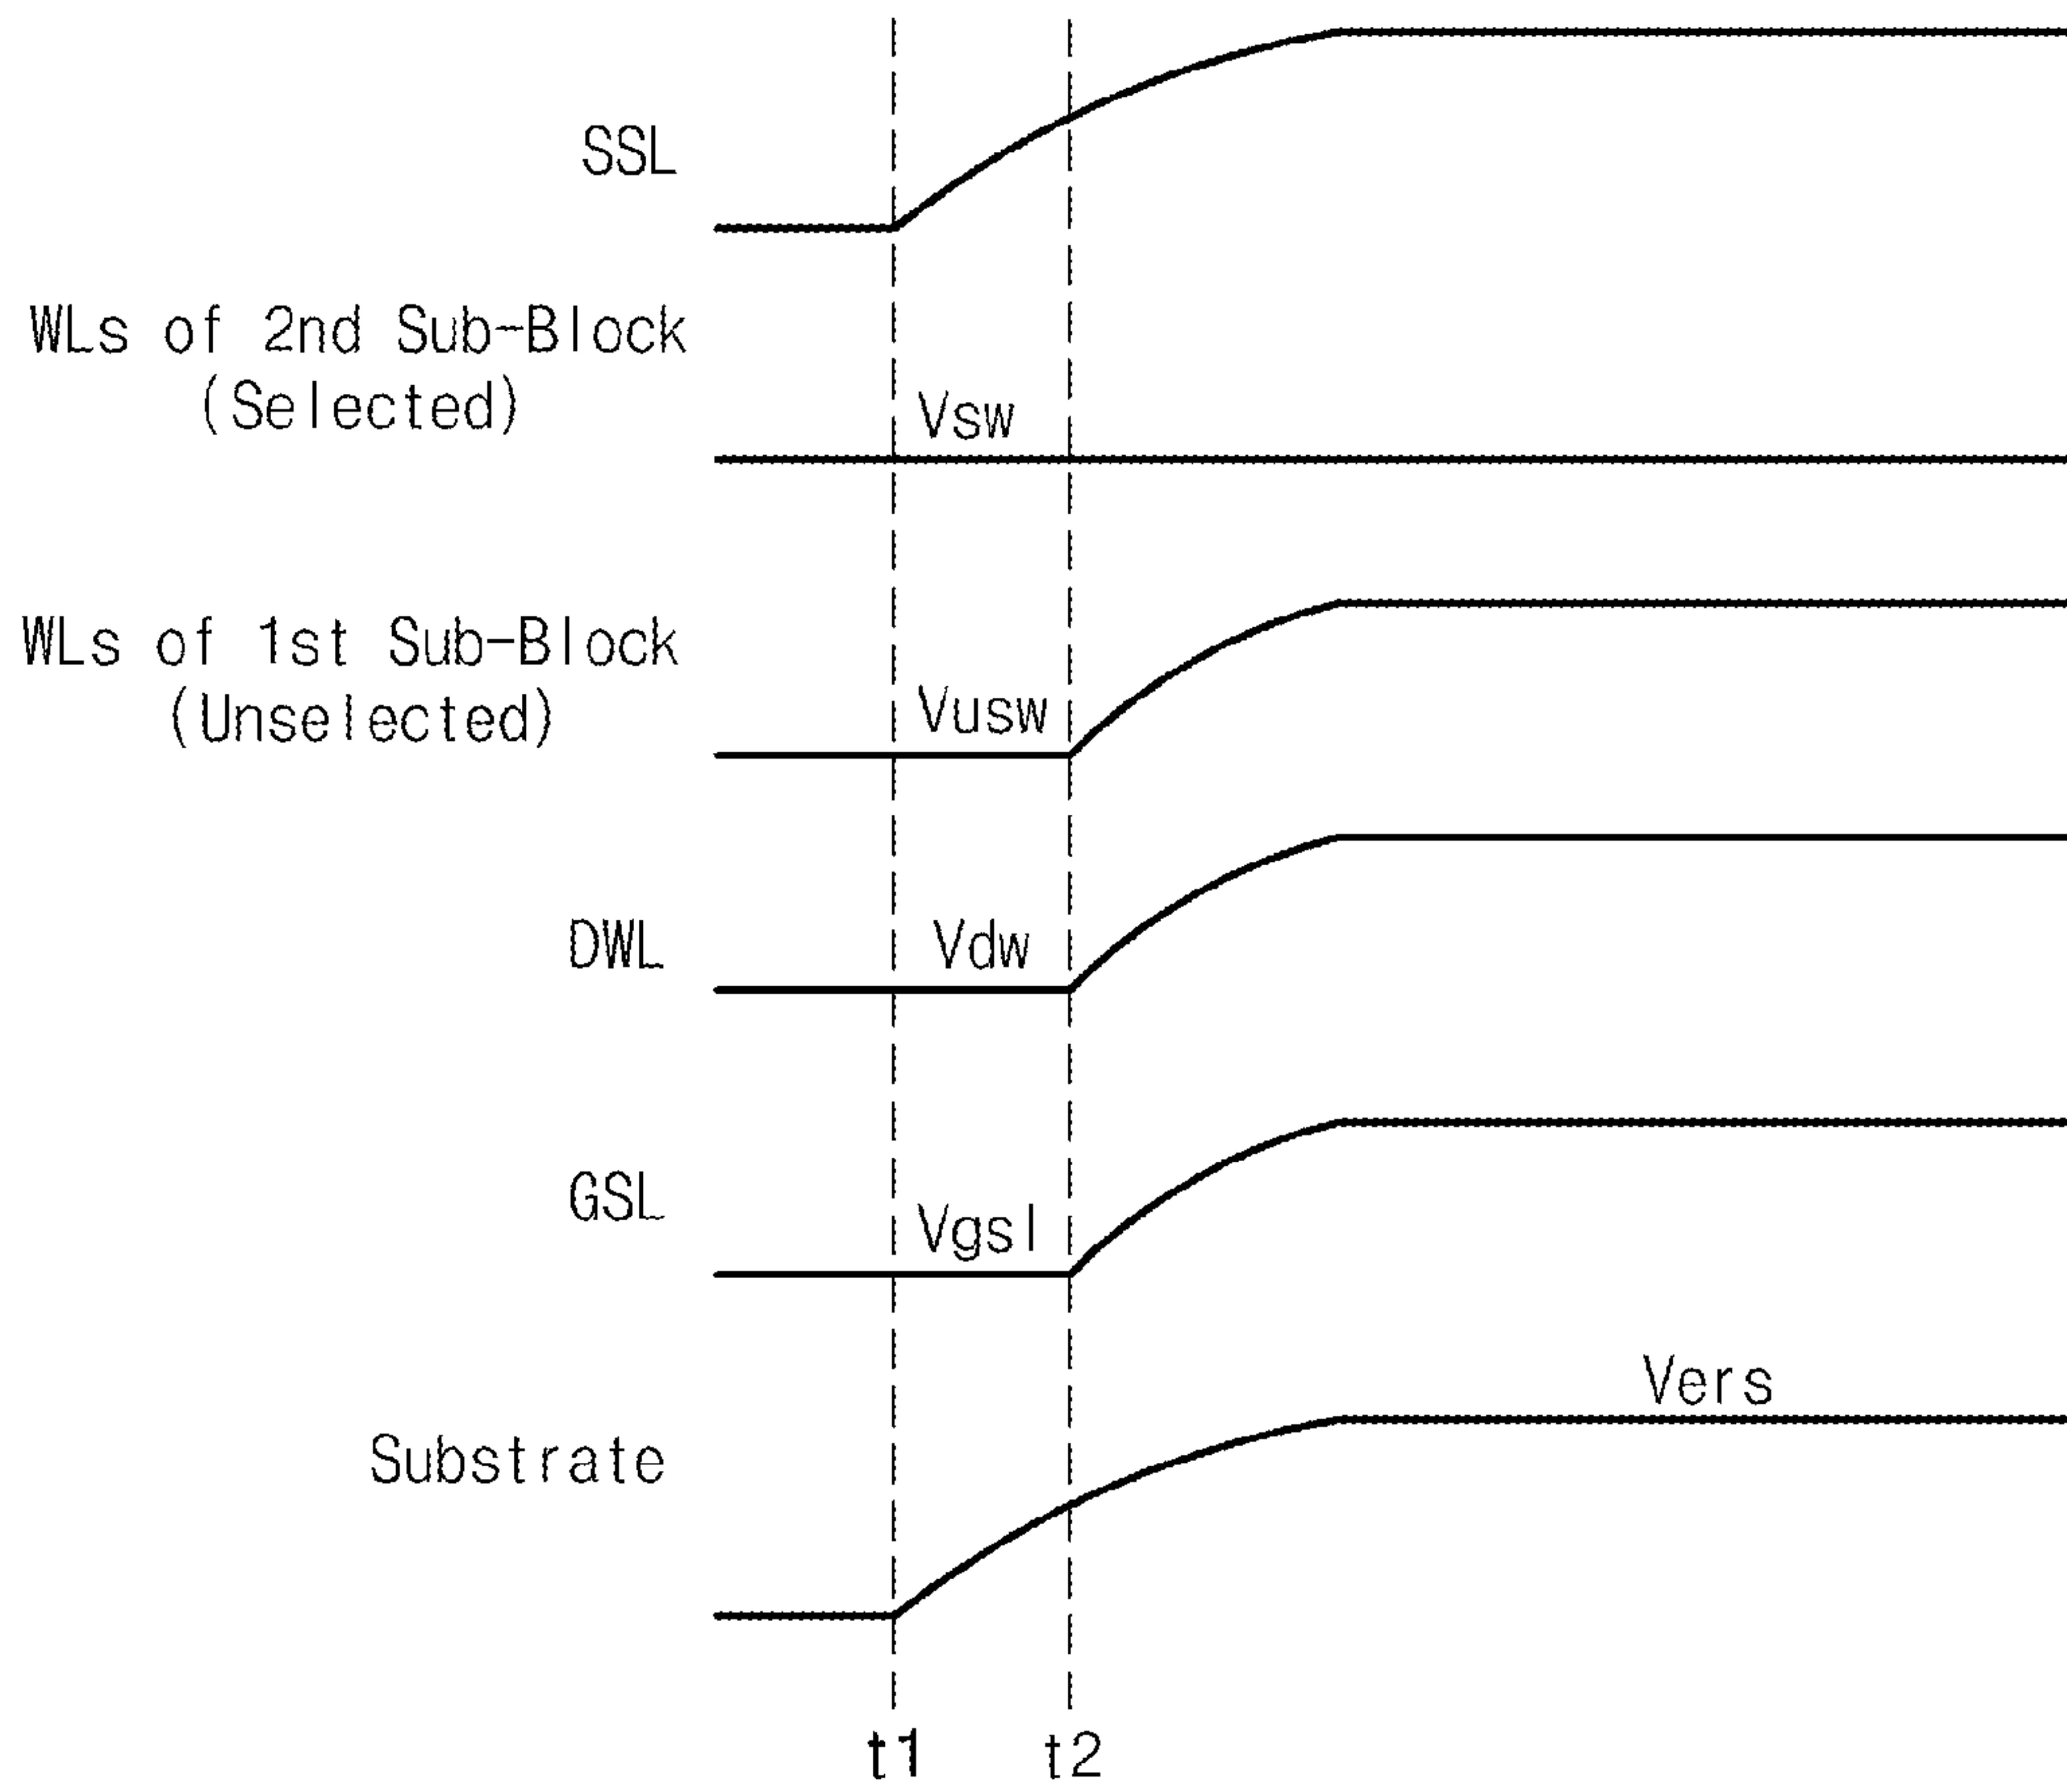 SSL
WLs of 2nd Sub-Block
(Selected)
Vsw
WLs of 1st Sub-Block
(Unselected)
Vusw
DWL
Vdw
GSL
Vgsl
Vers
Substrate
t1
t2